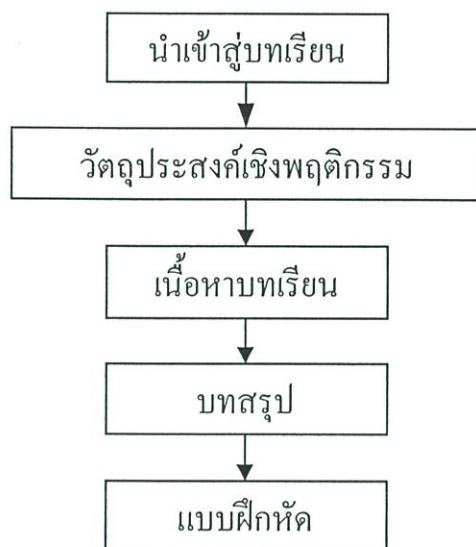 นำเข้าสู่บทเรียน
วัตถุประสงค์เชิงพฤติกรรม
เนื้อหาบทเรียน
บทสรุป
แบบฝึกหัด